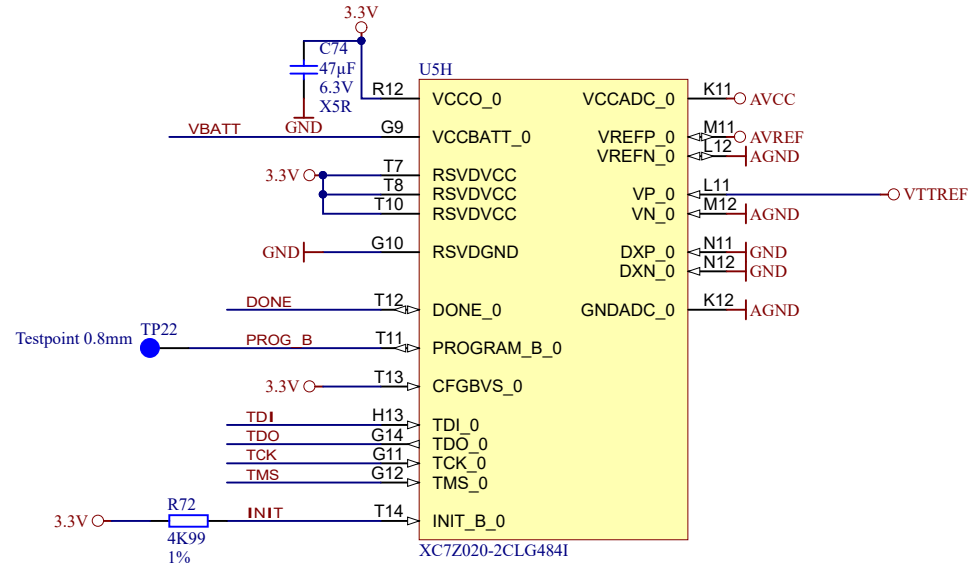 3.3V
C74
47µF
6.3V
X5R
GND
U5H
R12 VCCO_0 VCCADC_0 K11 AVCC
VBATT G9 VCCBATT_0 VREFP_0 M11 AVREF
VREFN_0 L12 AGND
3.3V T7 RSVDVCC
T8 RSVDVCC VP_0 L11 VTTREF
T10 RSVDVCC VN_0 M12 AGND
GND G10 RSVDGND DXP_0 N11 GND
DXN_0 N12 GND
DONE T12 DONE_0 GNDADC_0 K12 AGND
Testpoint 0.8mm TP22 PROG_B T11 PROGRAM_B_0
3.3V T13 CFGBVS_0
TDI H13 TDI_0
TDO G14 TDO_0
TCK G11 TCK_0
TMS G12 TMS_0
3.3V R72 INIT T14 INIT_B_0
4K99
1%
XC7Z020-2CLG484I